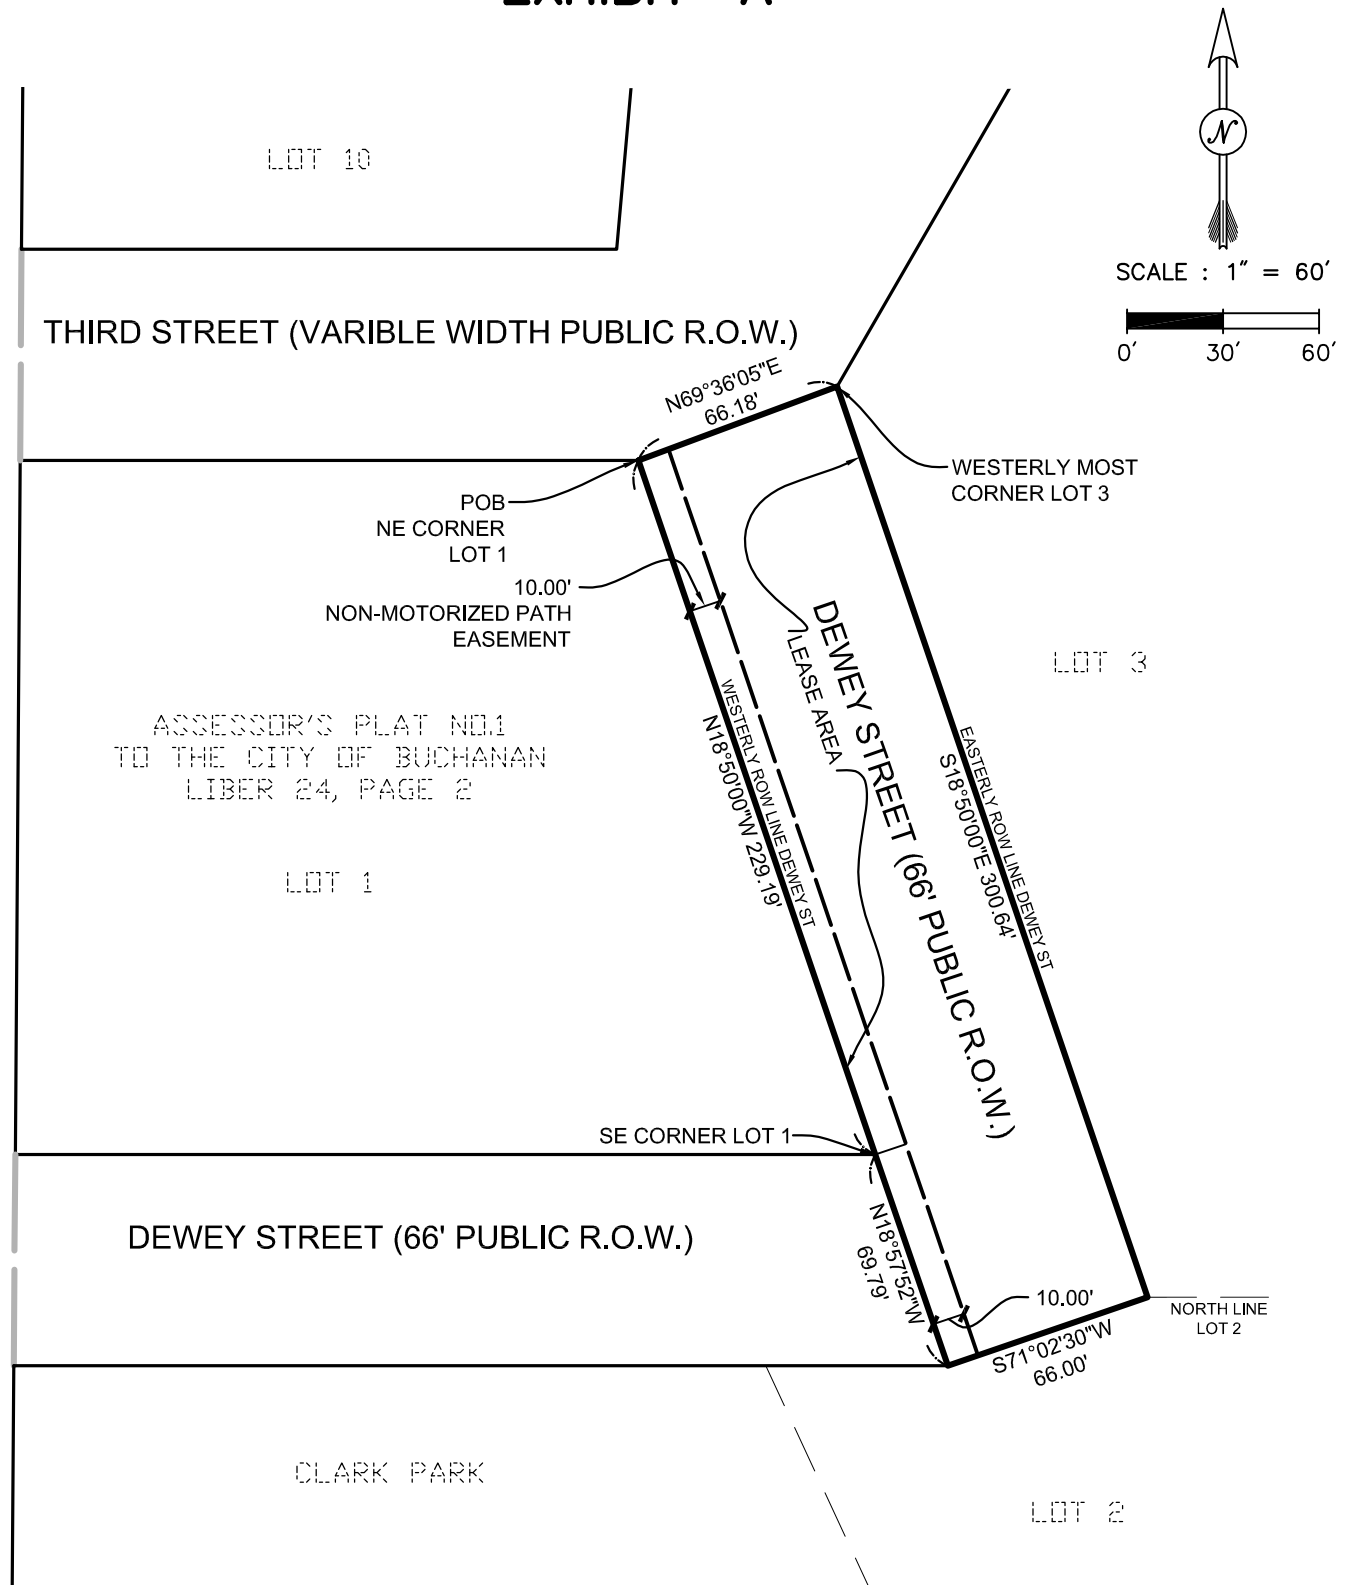 EXHIBIT "A"
N
SCALE : 1" = 60'
0' 30' 60'
LOT 10
THIRD STREET (VARIBLE WIDTH PUBLIC R.O.W.)
N69°36'05"E
66.18'
WESTERLY MOST
CORNER LOT 3
POB
NE CORNER
LOT 1
10.00'
NON-MOTORIZED PATH
EASEMENT
LEASE AREA
DEWEY STREET (66' PUBLIC R.O.W.)
LOT 3
WESTERLY ROW LINE DEWEY ST
N18°50'00"W 229.19'
EASTERLY ROW LINE DEWEY ST
S18°50'00"E 300.64'
ASSESSOR'S PLAT NO.1
TO THE CITY OF BUCHANAN
LIBER 24, PAGE 2
LOT 1
SE CORNER LOT 1
DEWEY STREET (66' PUBLIC R.O.W.)
N18°57'52"W
69.79'
10.00'
NORTH LINE
LOT 2
S71°02'30"W
66.00'
CLARK PARK
LOT 2